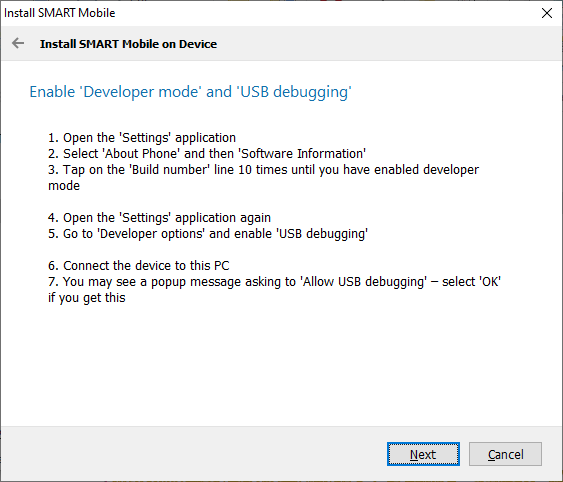 Install SMART Mobile
Install SMART Mobile on Device
Enable 'Developer mode' and 'USB debugging'
1. Open the 'Settings' application
2. Select 'About Phone' and then 'Software Information'
3. Tap on the 'Build number' line 10 times until you have enabled developer
mode
4. Open the 'Settings' application again
5. Go to 'Developer options' and enable 'USB debugging'
6. Connect the device to this PC
7. You may see a popup message asking to 'Allow USB debugging' – select 'OK'
if you get this
Next
Cancel